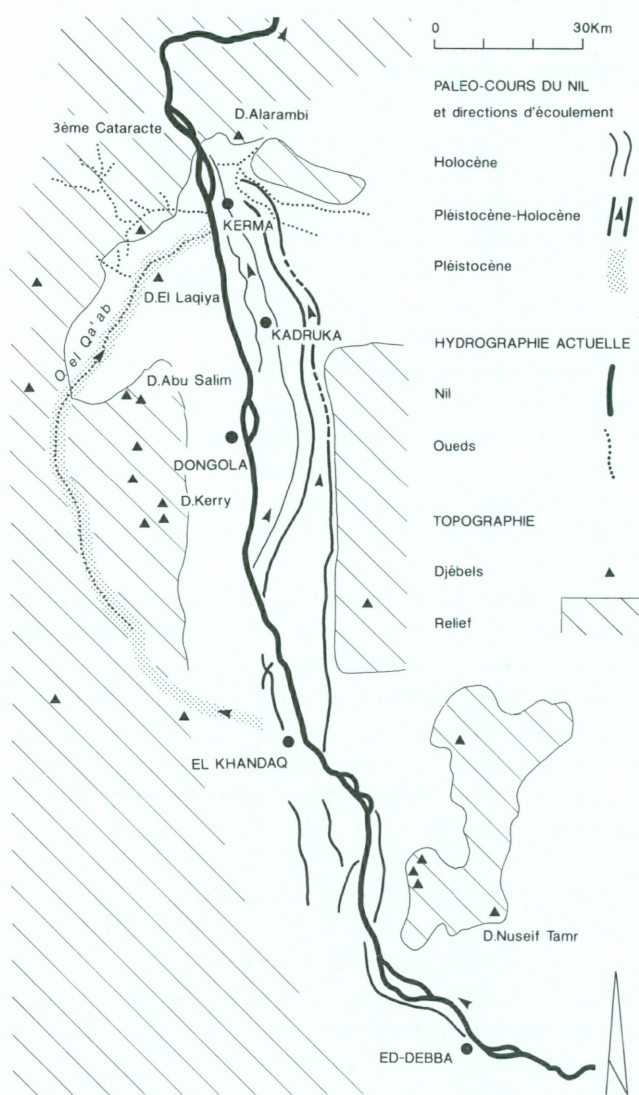 3ème Cataracte
D.Alarambi
KERMA
D.El Laqiya
O. el Qa'ab
KADRUKA
D.Abu Salim
DONGOLA
D.Kerry
EL KHANDAQ
D.Nuseif Tamr
ED-DEBBA
0 30Km
PALEO-COURS DU NIL
et directions d'écoulement
Holocène
Pléistocène-Holocène
Pléistocène
HYDROGRAPHIE ACTUELLE
Nil
Oueds
TOPOGRAPHIE
Djébels
Relief